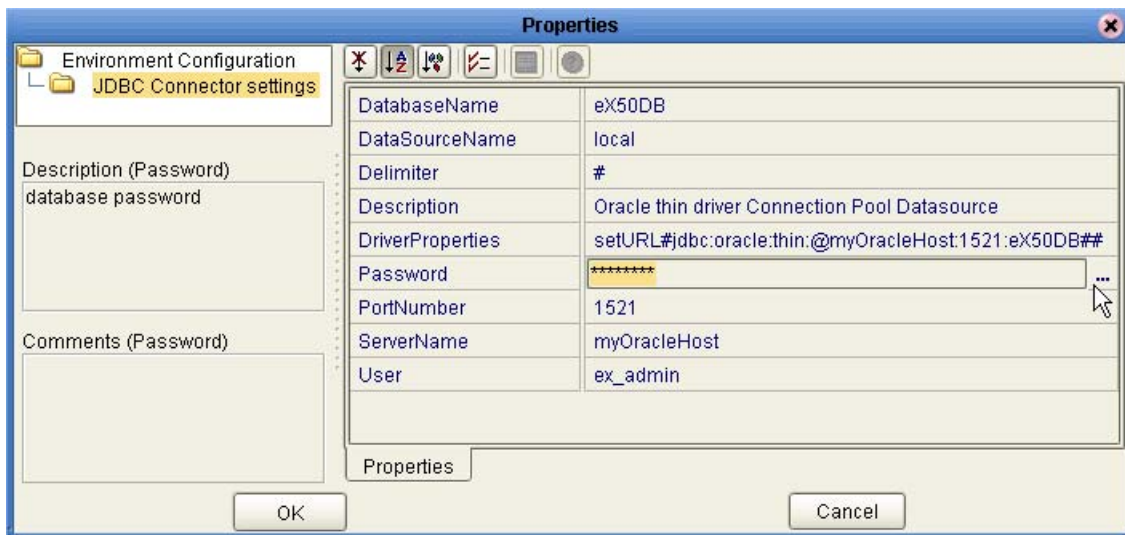 Properties
Environment Configuration
JDBC Connector settings
Description (Password)
database password
Comments (Password)
DatabaseName eX50DB
DataSourceName local
Delimiter #
Description Oracle thin driver Connection Pool Datasource
DriverProperties setURL#jdbc:oracle:thin:@myOracleHost:1521:eX50DB##
Password ******** ...
PortNumber 1521
ServerName myOracleHost
User ex_admin
Properties
OK
Cancel